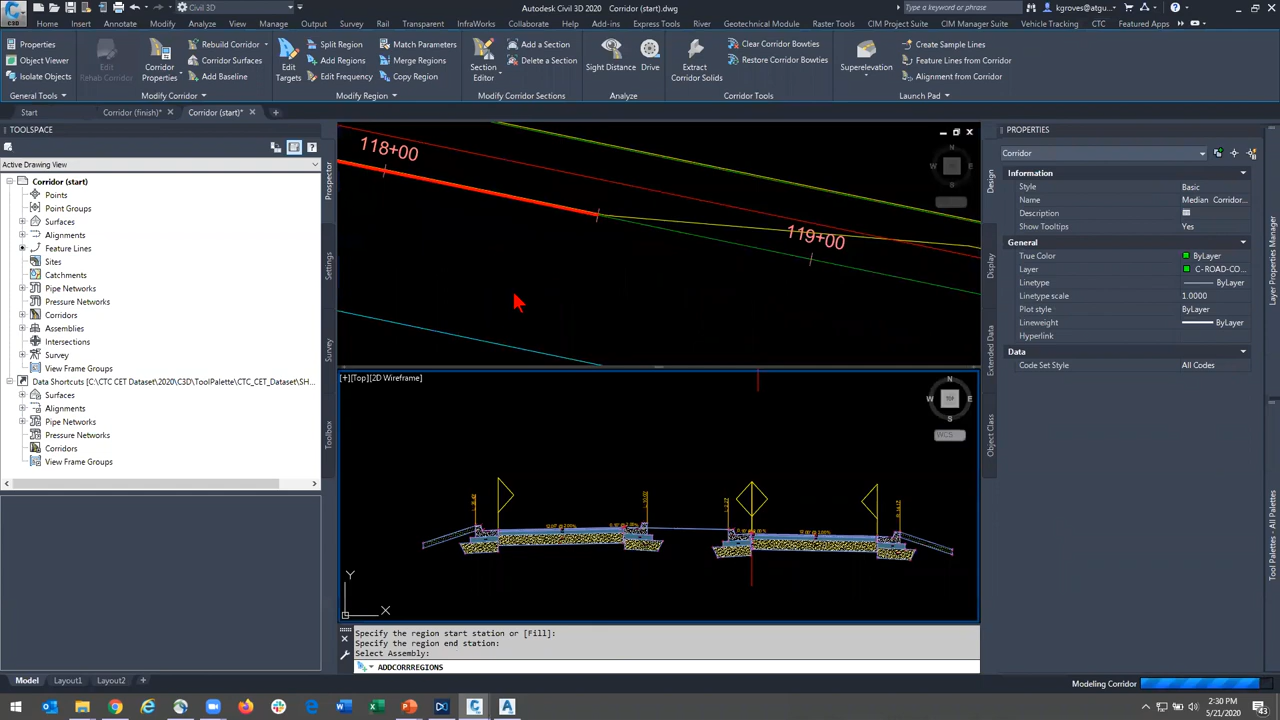 Civil 3D
Autodesk Civil 3D 2020 Corridor (start).dwg
Type a keyword or phrase
kgroves@atgu...
Home
Insert
Annotate
Modify
Analyze
View
Manage
Output
Survey
Rail
Transparent
InfraWorks
Collaborate
Help
Add-ins
Express Tools
River
Geotechnical Module
Raster Tools
CIM Project Suite
CIM Manager Suite
Vehicle Tracking
CTC
Featured Apps
Properties
Object Viewer
Isolate Objects
General Tools
Edit Rehab Corridor
Corridor Properties
Rebuild Corridor
Corridor Surfaces
Add Baseline
Modify Corridor
Edit Targets
Split Region
Add Regions
Edit Frequency
Match Parameters
Merge Regions
Copy Region
Modify Region
Section Editor
Add a Section
Delete a Section
Modify Corridor Sections
Sight Distance
Drive
Analyze
Extract Corridor Solids
Clear Corridor Bowties
Restore Corridor Bowties
Corridor Tools
Superelevation
Create Sample Lines
Feature Lines from Corridor
Alignment from Corridor
Launch Pad
Start
Corridor (finish)*
Corridor (start)*
TOOLSPACE
Active Drawing View
Corridor (start)
Points
Point Groups
Surfaces
Alignments
Feature Lines
Sites
Catchments
Pipe Networks
Pressure Networks
Corridors
Assemblies
Intersections
Survey
View Frame Groups
Data Shortcuts [C:\CTC CET Dataset\2020\C3D\ToolPalette\CTC_CET_Dataset\SH...
Surfaces
Alignments
Pipe Networks
Pressure Networks
Corridors
View Frame Groups
Prospector
Settings
Survey
Toolbox
118+00
119+00
N
W
E
S
[+][Top][2D Wireframe]
N
W
TOP
E
S
WCS
Y
X
Specify the region start station or [Fill]:
Specify the region end station:
Select Assembly:
ADDCORRREGIONS
PROPERTIES
Corridor
Design
Display
Extended Data
Object Class
Information
Style Basic
Name Median Corridor...
Description
Show Tooltips Yes
General
True Color ByLayer
Layer C-ROAD-CO...
Linetype ByLayer
Linetype scale 1.0000
Plot style ByLayer
Lineweight ByLayer
Hyperlink
Data
Code Set Style All Codes
Layer Properties Manager
Tool Palettes - All Palettes
Model
Layout1
Layout2
Modeling Corridor
2:30 PM
5/21/2020
43